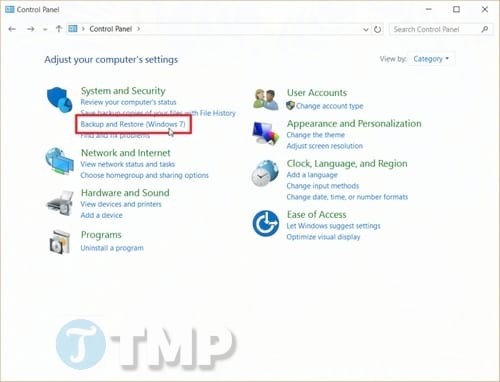 Control Panel
Control Panel
Search Control Panel
Adjust your computer's settings
View by: Category
System and Security
Review your computer's status
Save backup copies of your files with File History
Backup and Restore (Windows 7)
Find and fix problems
Network and Internet
View network status and tasks
Choose homegroup and sharing options
Hardware and Sound
View devices and printers
Add a device
Programs
Uninstall a program
User Accounts
Change account type
Appearance and Personalization
Change the theme
Adjust screen resolution
Clock, Language, and Region
Add a language
Change input methods
Change date, time, or number formats
Ease of Access
Let Windows suggest settings
Optimize visual display
T TMP